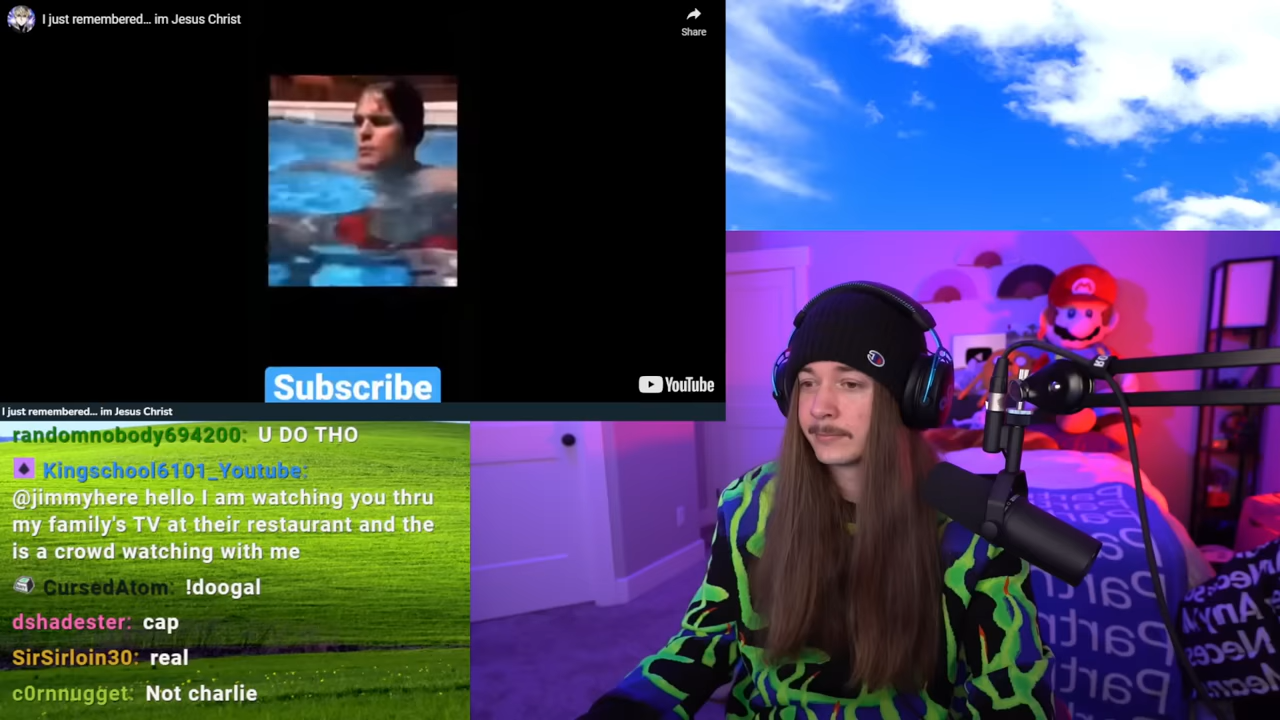 I just remembered... im Jesus Christ
Share
Subscribe
YouTube
I just remembered... im Jesus Christ
randomnobody694200: U DO THO
Kingschool6101_Youtube:
@jimmyhere hello I am watching you thru
my family's TV at their restaurant and the
is a crowd watching with me
CursedAtom: !doogal
dshadester: cap
SirSirloin30: real
c0rnnugget: Not charlie